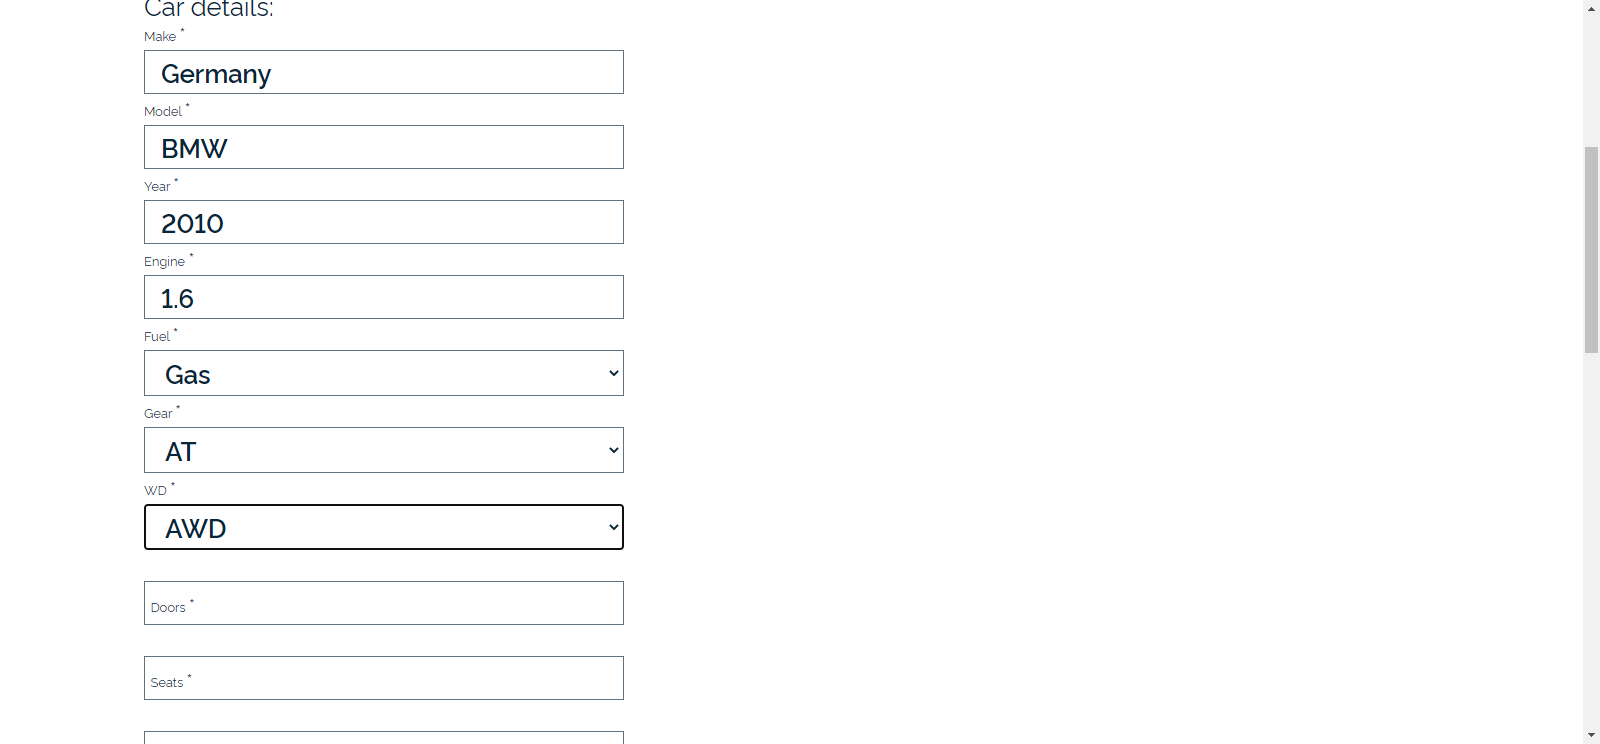 Car details:
Make *
Germany
Model *
BMW
Year *
2010
Engine *
1.6
Fuel *
Gas
Gear *
AT
WD *
AWD
Doors *
Seats *